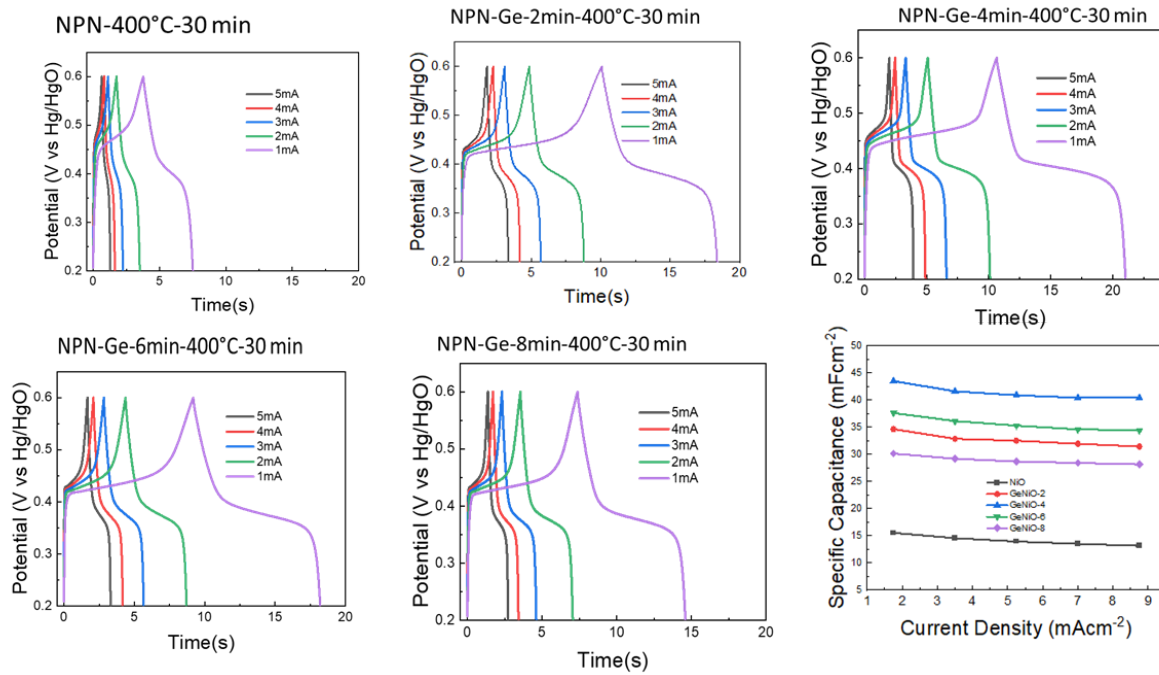 NPN-400°C-30 min
Potential (V vs Hg/HgO)
0.6
0.5
0.4
0.3
0.2
5mA
4mA
3mA
2mA
1mA
0 5 10 15 20
Time(s)
NPN-Ge-2min-400°C-30 min
Potential (V vs Hg/HgO)
0.6
0.5
0.4
0.3
0.2
5mA
4mA
3mA
2mA
1mA
0 5 10 15 20
Time(s)
NPN-Ge-4min-400°C-30 min
Potential (V vs Hg/HgO)
0.6
0.5
0.4
0.3
0.2
5mA
4mA
3mA
2mA
1mA
0 5 10 15 20
Time(s)
NPN-Ge-6min-400°C-30 min
Potential (V vs Hg/HgO)
0.6
0.5
0.4
0.3
0.2
5mA
4mA
3mA
2mA
1mA
0 5 10 15 20
Time(s)
NPN-Ge-8min-400°C-30 min
Potential (V vs Hg/HgO)
0.6
0.5
0.4
0.3
0.2
5mA
4mA
3mA
2mA
1mA
0 5 10 15 20
Time(s)
Specific Capacitance (mFcm⁻²)
50
45
40
35
30
25
20
15
10
5
NiO
GeNiO-2
GeNiO-4
GeNiO-6
GeNiO-8
1 2 3 4 5 6 7 8 9
Current Density (mAcm⁻²)